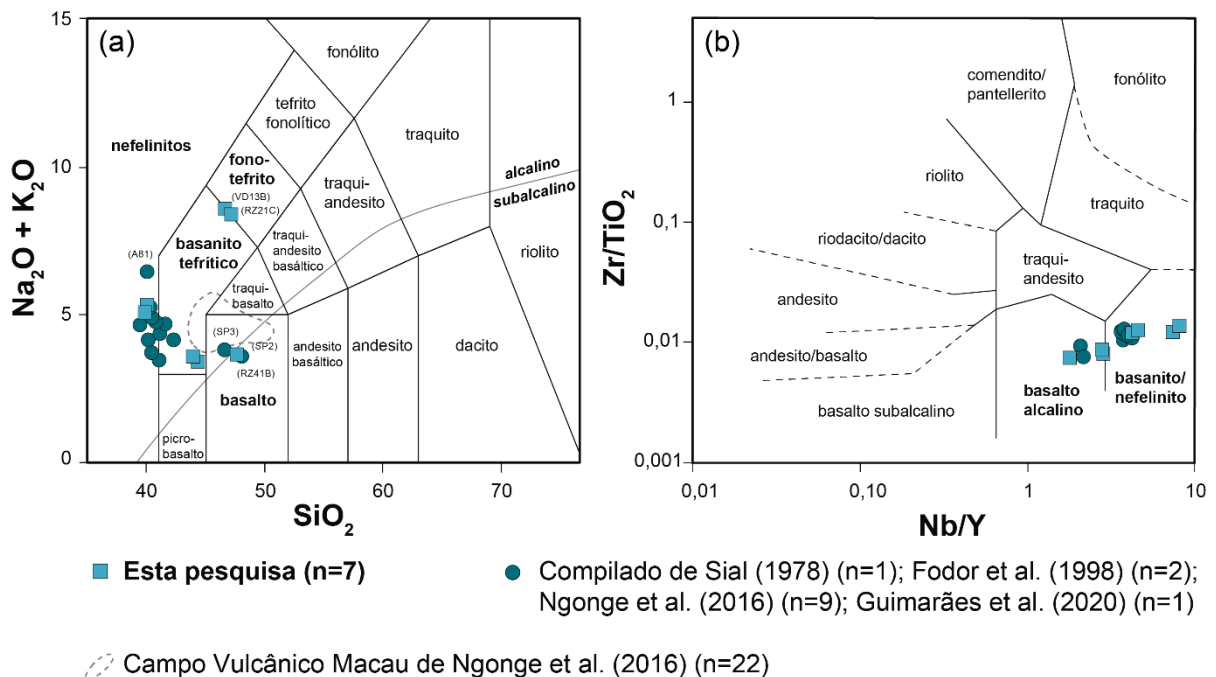 (a)
15
10
5
0
Na₂O + K₂O
40
50
60
70
SiO₂
nefelinitos
fonólito
tefrito
fonolítico
fono-
tefrito
(VD13B)
(RZ21C)
traquito
alcalino
subalcalino
traqui-
andesito
basanito
tefrítico
traqui-
andesito
basáltico
riolito
(A81)
traqui-
basalto
(SP3)
(SP2)
(RZ41B)
andesito
basáltico
andesito
dacito
basalto
picro-
basalto
(b)
1
0,1
0,01
0,001
Zr/TiO₂
0,01
0,10
1
10
Nb/Y
comendito/
pantellerito
fonólito
riolito
traquito
riodacito/dacito
traqui-
andesito
andesito
andesito/basalto
basalto subalcalino
basalto
alcalino
basanito/
nefelinito
Esta pesquisa (n=7)
Compilado de Sial (1978) (n=1); Fodor et al. (1998) (n=2);
Ngonge et al. (2016) (n=9); Guimarães et al. (2020) (n=1)
Campo Vulcânico Macau de Ngonge et al. (2016) (n=22)